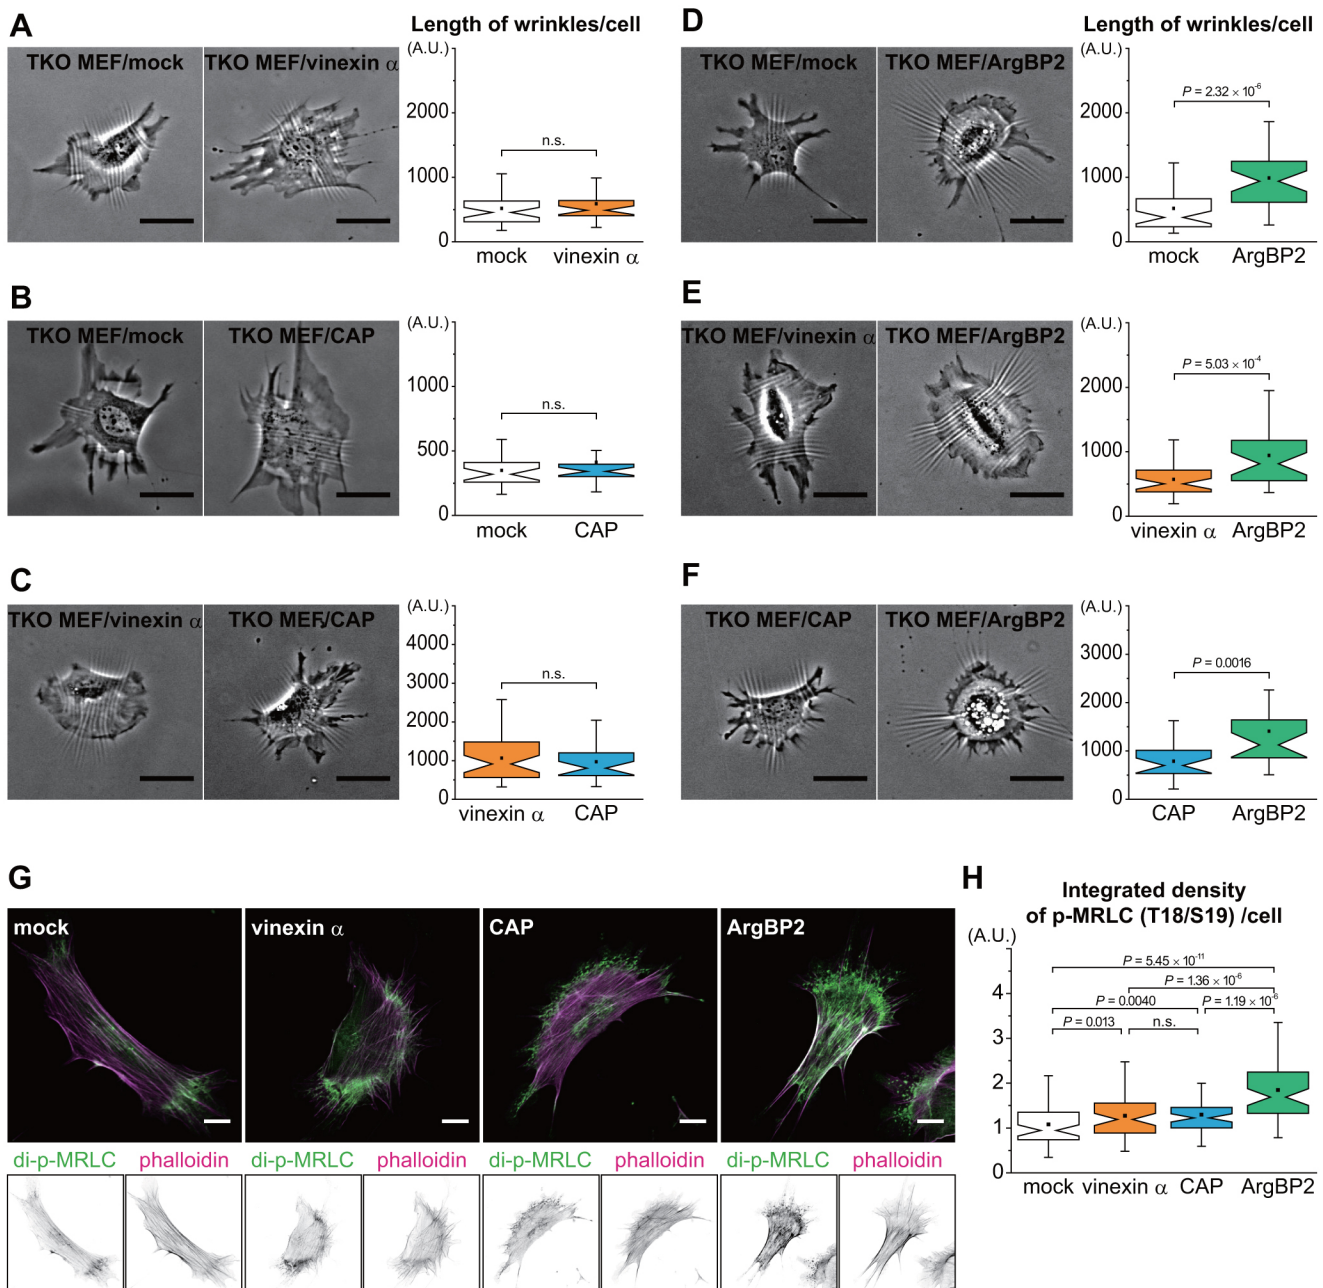 A
Length of wrinkles/cell
(A.U.)
TKO MEF/mock
TKO MEF/vinexin α
2000
1000
0
n.s.
mock
vinexin α
D
Length of wrinkles/cell
(A.U.)
TKO MEF/mock
TKO MEF/ArgBP2
2000
1000
0
P = 2.32 × 10⁻⁶
mock
ArgBP2
B
(A.U.)
TKO MEF/mock
TKO MEF/CAP
1000
500
0
n.s.
mock
CAP
E
(A.U.)
TKO MEF/vinexin α
TKO MEF/ArgBP2
2000
1000
0
P = 5.03 × 10⁻⁴
vinexin α
ArgBP2
C
(A.U.)
TKO MEF/vinexin α
TKO MEF/CAP
4000
3000
2000
1000
0
n.s.
vinexin α
CAP
F
(A.U.)
TKO MEF/CAP
TKO MEF/ArgBP2
3000
2000
1000
0
P = 0.0016
CAP
ArgBP2
G
mock
vinexin α
CAP
ArgBP2
di-p-MRLC
phalloidin
di-p-MRLC
phalloidin
di-p-MRLC
phalloidin
di-p-MRLC
phalloidin
H
Integrated density
of p-MRLC (T18/S19) /cell
(A.U.)
4
3
2
1
0
P = 5.45 × 10⁻¹¹
P = 1.36 × 10⁻⁶
P = 0.0040
P = 1.19 × 10⁻⁶
P = 0.013
n.s.
mock
vinexin α
CAP
ArgBP2